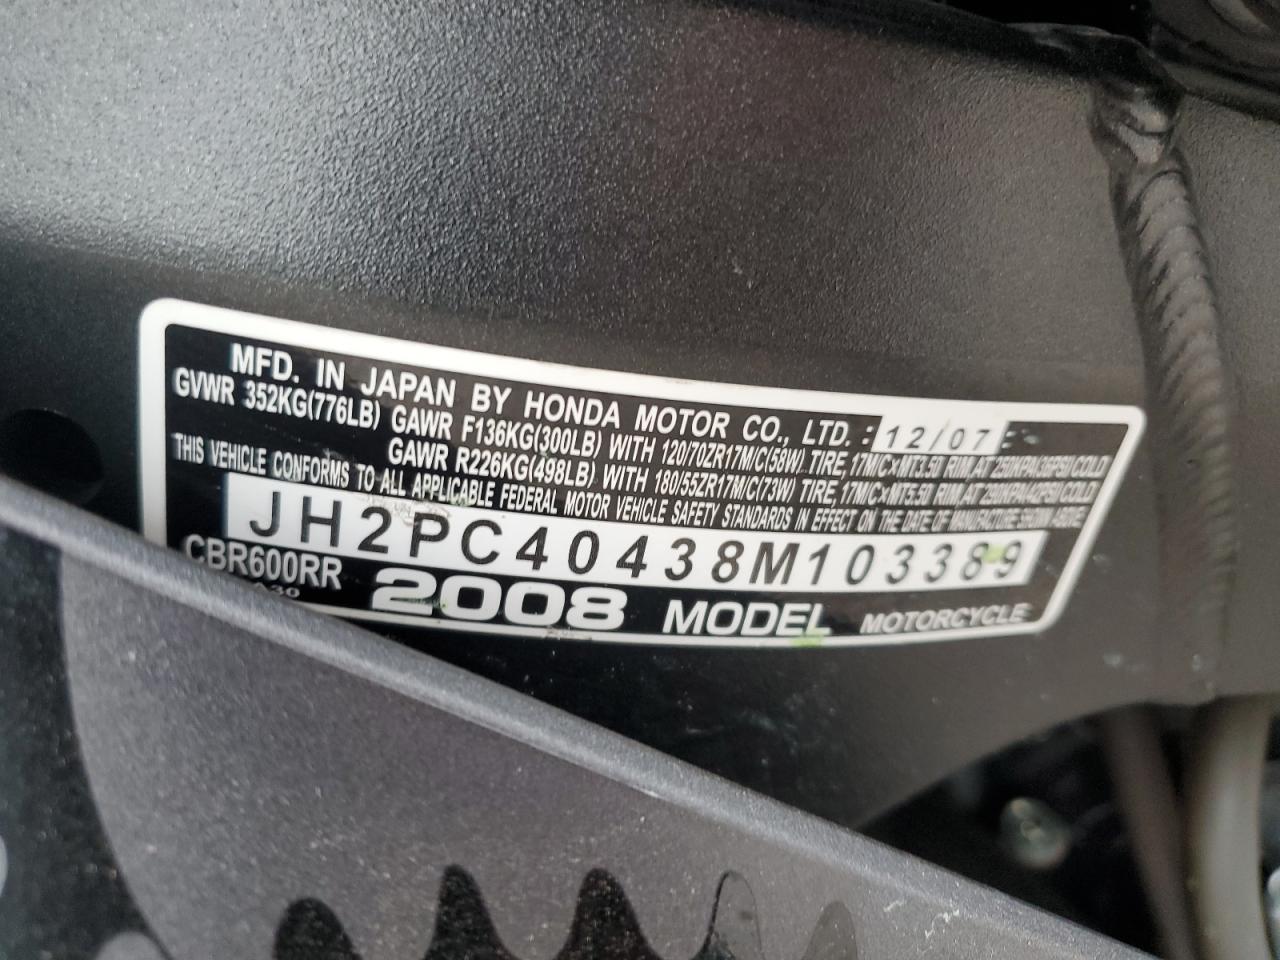 MFD. IN JAPAN BY HONDA MOTOR CO., LTD. : 12/07
GVWR 352KG(776LB) GAWR F136KG(300LB) WITH 120/70ZR17M/C(58W) TIRE, 17M/C×MT3.50 RIM, AT 250KPA(36PSI) COLD
GAWR R226KG(498LB) WITH 180/55ZR17M/C(73W) TIRE, 17M/C×MT5.50 RIM, AT 290KPA(42PSI) COLD
THIS VEHICLE CONFORMS TO ALL APPLICABLE FEDERAL MOTOR VEHICLE SAFETY STANDARDS IN EFFECT ON THE DATE OF MANUFACTURE SHOWN ABOVE
JH2PC40438M103389
CBR600RR 2008 MODEL MOTORCYCLE
A30